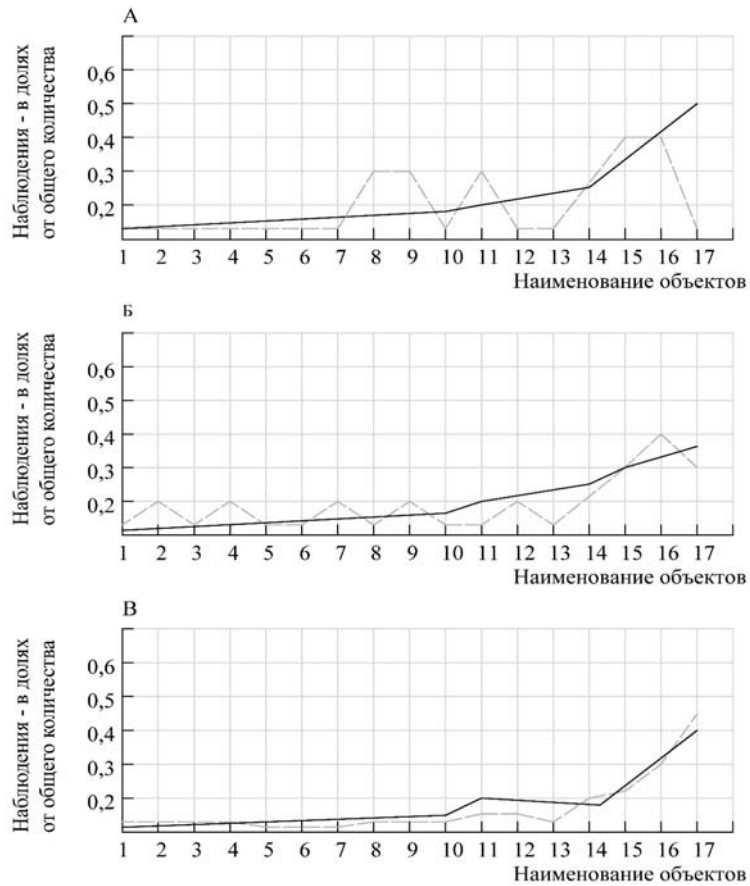 А
Наблюдения - в долях
от общего количества
0,6
0,5
0,4
0,3
0,2
1 2 3 4 5 6 7 8 9 10 11 12 13 14 15 16 17
Наименование объектов
Б
Наблюдения - в долях
от общего количества
0,6
0,5
0,4
0,3
0,2
1 2 3 4 5 6 7 8 9 10 11 12 13 14 15 16 17
Наименование объектов
В
Наблюдения - в долях
от общего количества
0,6
0,5
0,4
0,3
0,2
1 2 3 4 5 6 7 8 9 10 11 12 13 14 15 16 17
Наименование объектов